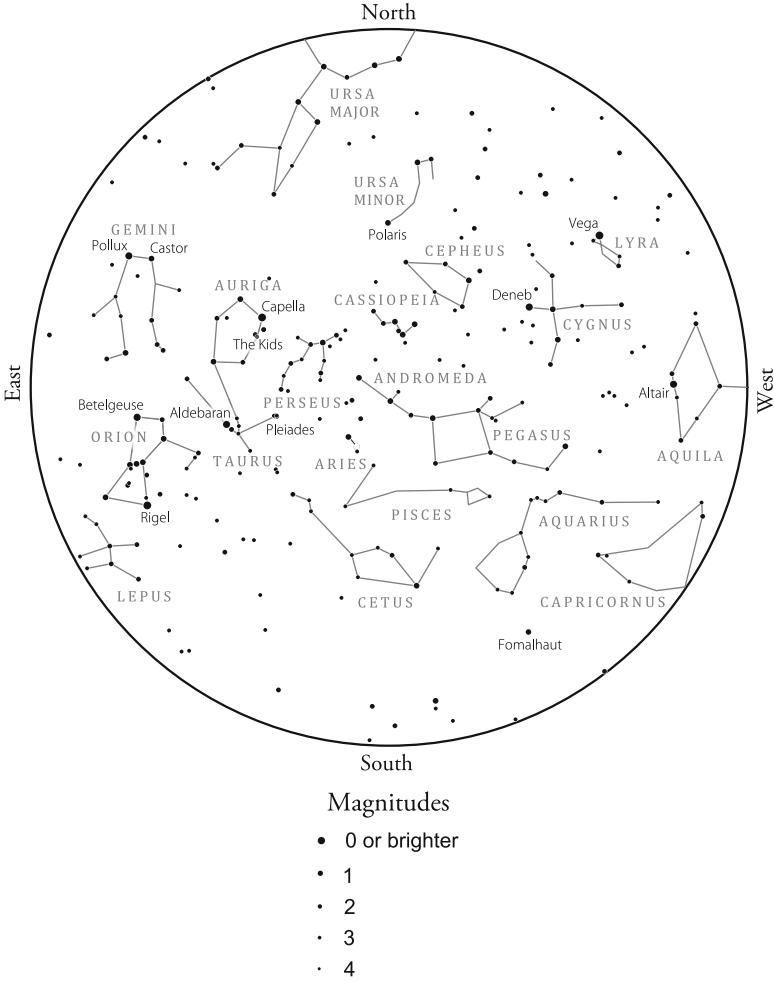 North
URSA
MAJOR
URSA
MINOR
Polaris
GEMINI
Pollux
Castor
Vega
LYRA
CEPHEUS
AURIGA
Capella
CASSIOPEIA
Deneb
CYGNUS
The Kids
East
West
ANDROMEDA
Altair
Betelgeuse
Aldebaran
PERSEUS
Pleiades
ORION
PEGASUS
TAURUS
ARIES
AQUILA
Rigel
PISCES
AQUARIUS
LEPUS
CETUS
CAPRICORNUS
Fomalhaut
South
Magnitudes
0 or brighter
1
2
3
4